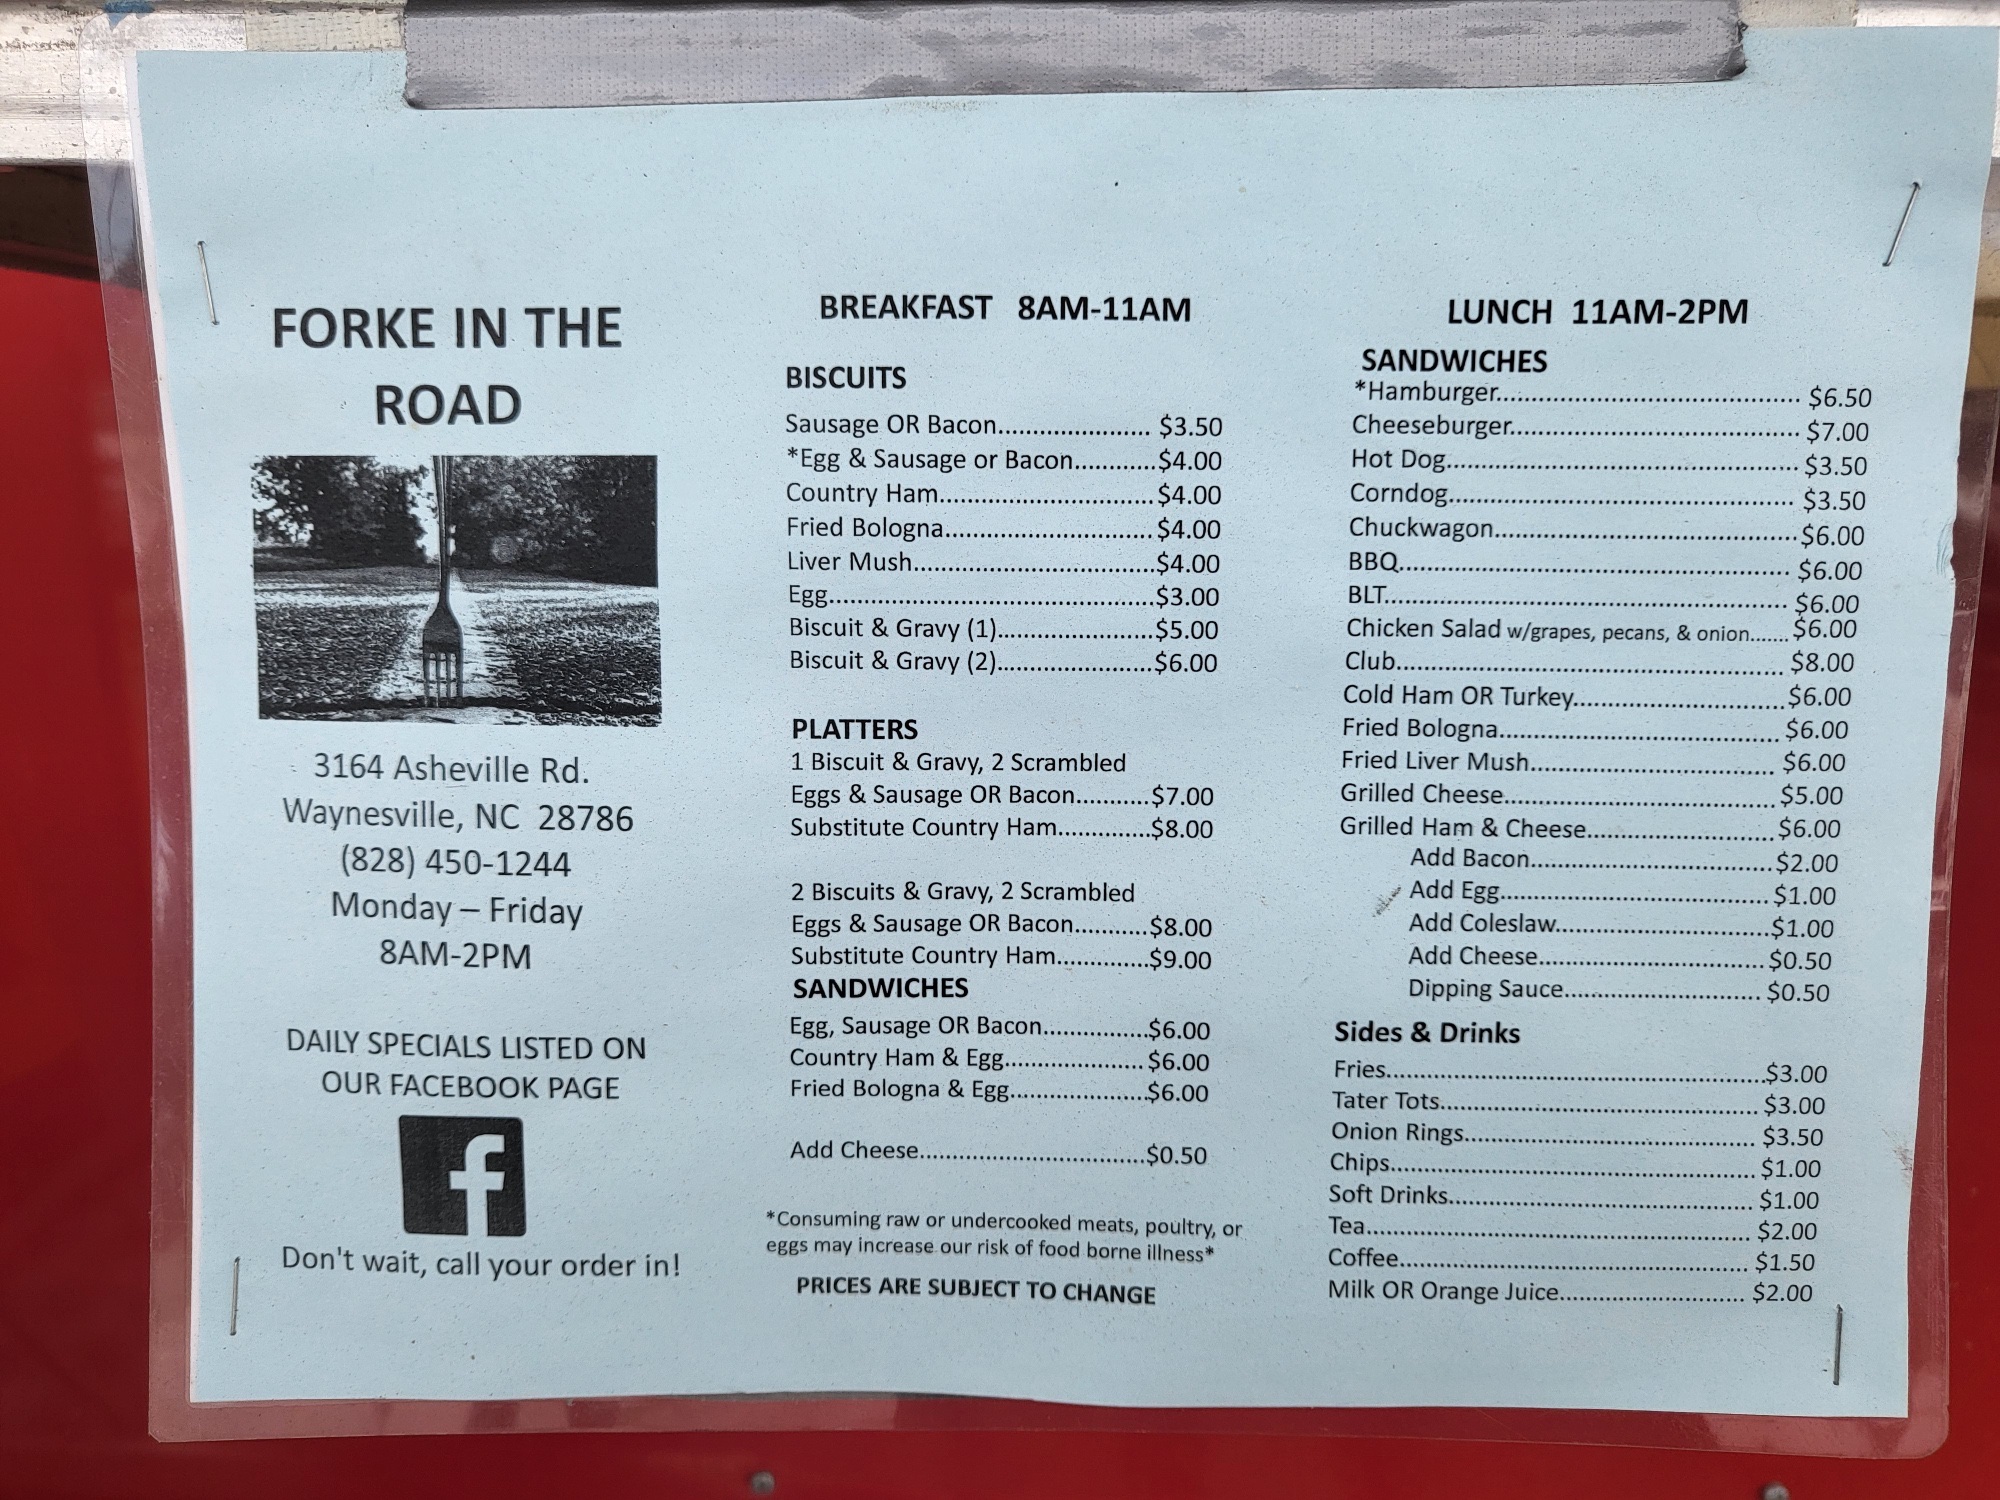 FORKE IN THE
ROAD
3164 Asheville Rd.
Waynesville, NC 28786
(828) 450-1244
Monday – Friday
8AM-2PM
DAILY SPECIALS LISTED ON
OUR FACEBOOK PAGE
f
Don't wait, call your order in!
BREAKFAST 8AM-11AM
BISCUITS
Sausage OR Bacon....................... $3.50
*Egg & Sausage or Bacon............$4.00
Country Ham................................$4.00
Fried Bologna...............................$4.00
Liver Mush....................................$4.00
Egg.................................................$3.00
Biscuit & Gravy (1).......................$5.00
Biscuit & Gravy (2).......................$6.00
PLATTERS
1 Biscuit & Gravy, 2 Scrambled
Eggs & Sausage OR Bacon...........$7.00
Substitute Country Ham..............$8.00
2 Biscuits & Gravy, 2 Scrambled
Eggs & Sausage OR Bacon...........$8.00
Substitute Country Ham..............$9.00
SANDWICHES
Egg, Sausage OR Bacon................$6.00
Country Ham & Egg..................... $6.00
Fried Bologna & Egg.....................$6.00
Add Cheese..................................$0.50
*Consuming raw or undercooked meats, poultry, or
eggs may increase our risk of food borne illness*
PRICES ARE SUBJECT TO CHANGE
LUNCH 11AM-2PM
SANDWICHES
*Hamburger.............................................. $6.50
Cheeseburger............................................ $7.00
Hot Dog..................................................... $3.50
Corndog.................................................... $3.50
Chuckwagon..............................................$6.00
BBQ........................................................... $6.00
BLT............................................................. $6.00
Chicken Salad w/grapes, pecans, & onion.......$6.00
Club........................................................... $8.00
Cold Ham OR Turkey................................$6.00
Fried Bologna........................................... $6.00
Fried Liver Mush..................................... $6.00
Grilled Cheese......................................... $5.00
Grilled Ham & Cheese............................$6.00
Add Bacon....................................$2.00
Add Egg.........................................$1.00
Add Coleslaw................................$1.00
Add Cheese.................................. $0.50
Dipping Sauce.............................. $0.50
Sides & Drinks
Fries.........................................................$3.00
Tater Tots................................................ $3.00
Onion Rings............................................ $3.50
Chips....................................................... $1.00
Soft Drinks.............................................. $1.00
Tea.......................................................... $2.00
Coffee..................................................... $1.50
Milk OR Orange Juice............................ $2.00